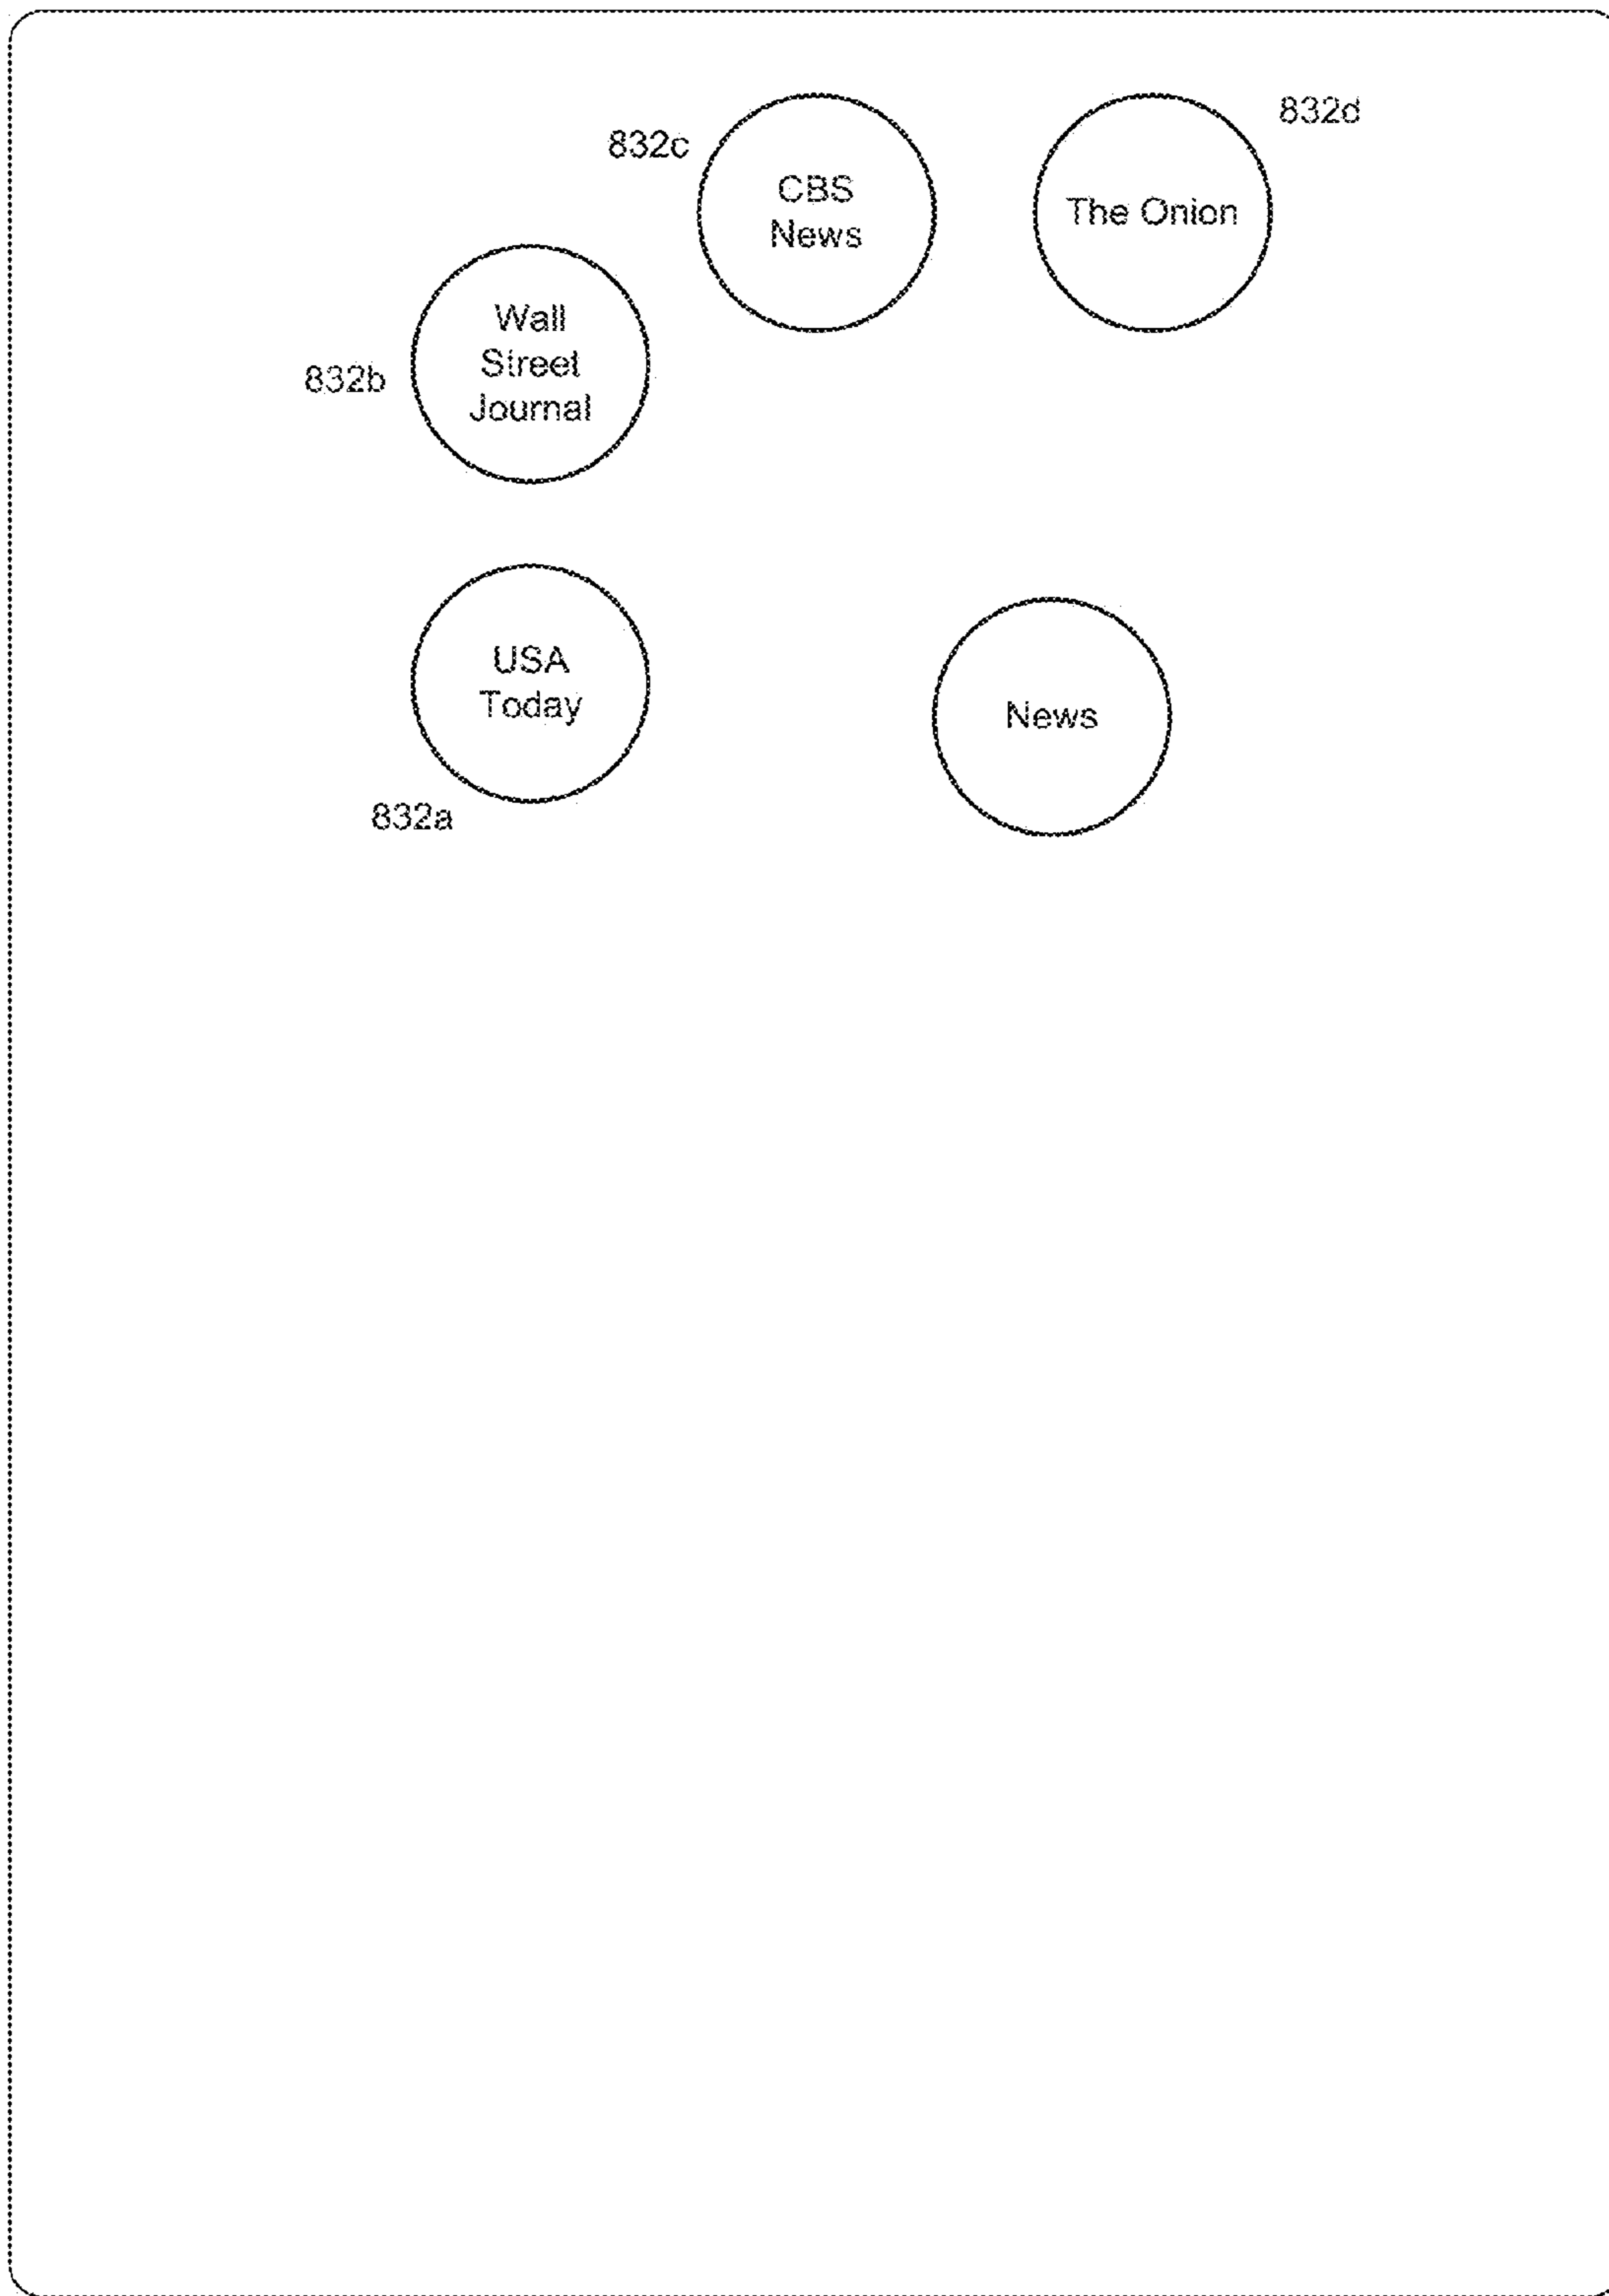 832c
CBS
News
The Onion
832d
832b
Wall
Street
Journal
USA
Today
832a
News